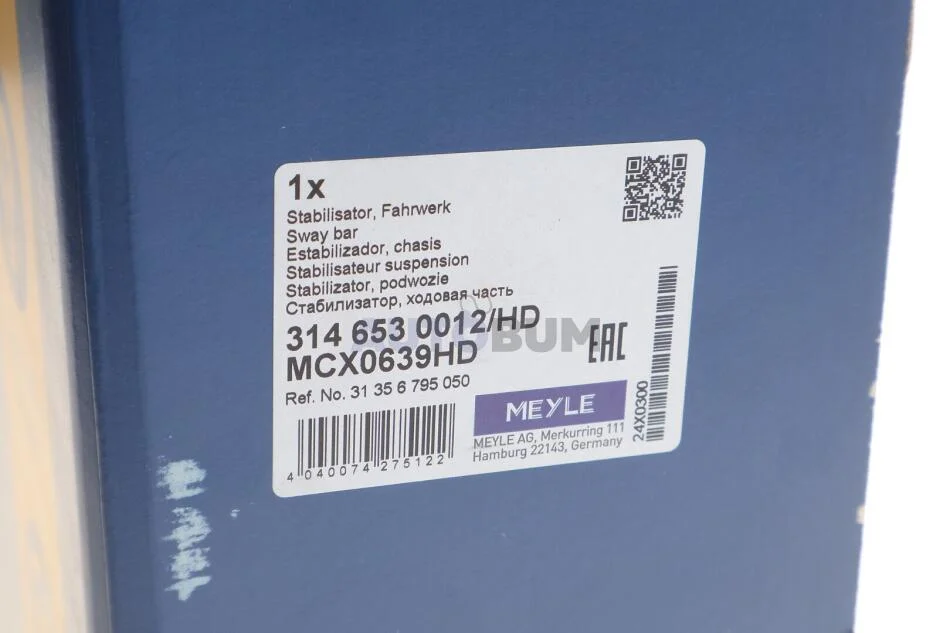 1x
Stabilisator, Fahrwerk
Sway bar
Estabilizador, chasis
Stabilisateur suspension
Stabilizator, podwozie
Стабилизатор, ходовая часть
314 653 0012/HD
MCX0639HD
AUTOBUM
EAC
Ref. No. 31 35 6 795 050
MEYLE
MEYLE AG, Merkurring 111
Hamburg 22143, Germany
4 040074 275122
24X0300